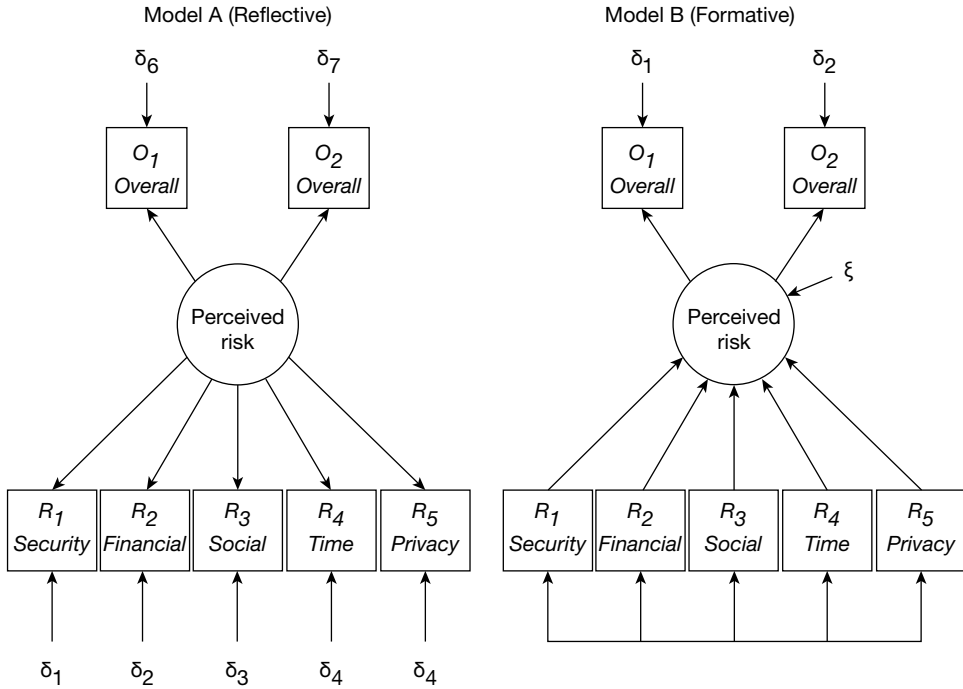 Model A (Reflective)
δ6
δ7
O1
Overall
O2
Overall
Perceived
risk
R1
Security
R2
Financial
R3
Social
R4
Time
R5
Privacy
δ1
δ2
δ3
δ4
δ4
Model B (Formative)
δ1
δ2
O1
Overall
O2
Overall
ξ
Perceived
risk
R1
Security
R2
Financial
R3
Social
R4
Time
R5
Privacy